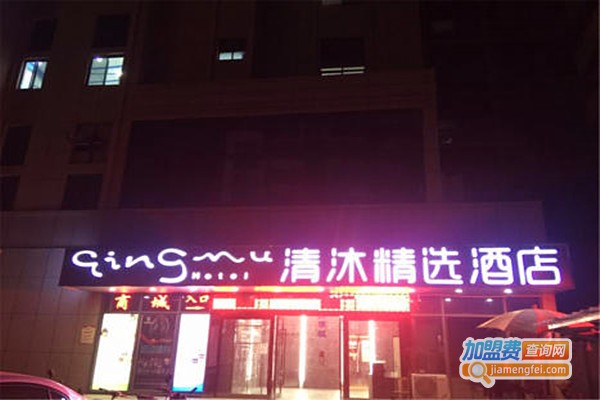 qingmu 清沐精选酒店
Hotel
商城入口
加盟费查询网
jiamengfei.com